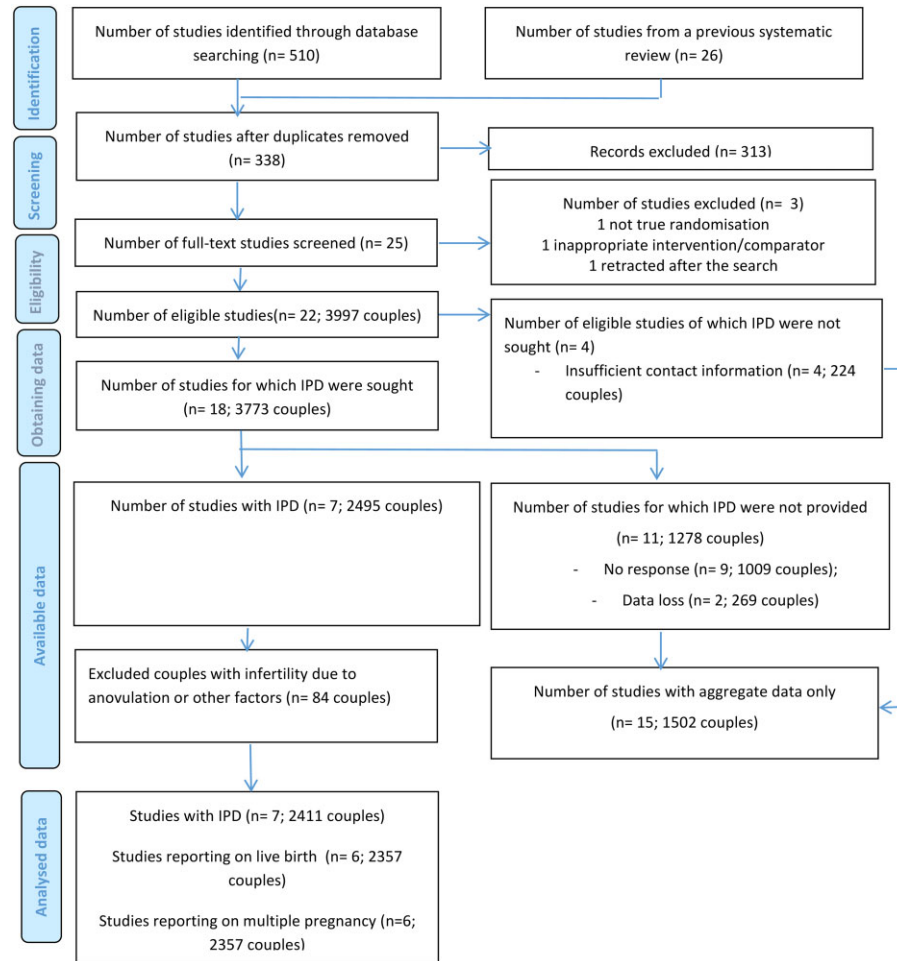 Identification
Number of studies identified through database
searching (n= 510)
Number of studies from a previous systematic
review (n= 26)
Screening
Number of studies after duplicates removed
(n= 338)
Records excluded (n= 313)
Number of full-text studies screened (n= 25)
Number of studies excluded (n=  3)
1 not true randomisation
1 inappropriate intervention/comparator
1 retracted after the search
Eligibility
Number of eligible studies(n= 22; 3997 couples)
Number of eligible studies of which IPD were not
sought (n= 4)
- Insufficient contact information (n= 4; 224
couples)
Obtaining data
Number of studies for which IPD were sought
(n= 18; 3773 couples)
Available data
Number of studies with IPD (n= 7; 2495 couples)
Number of studies for which IPD were not provided
(n= 11; 1278 couples)
- No response (n= 9; 1009 couples);
- Data loss (n= 2; 269 couples)
Excluded couples with infertility due to
anovulation or other factors (n= 84 couples)
Number of studies with aggregate data only
(n= 15; 1502 couples)
Analysed data
Studies with IPD (n= 7; 2411 couples)
Studies reporting on live birth  (n= 6; 2357
couples)
Studies reporting on multiple pregnancy (n=6;
2357 couples)